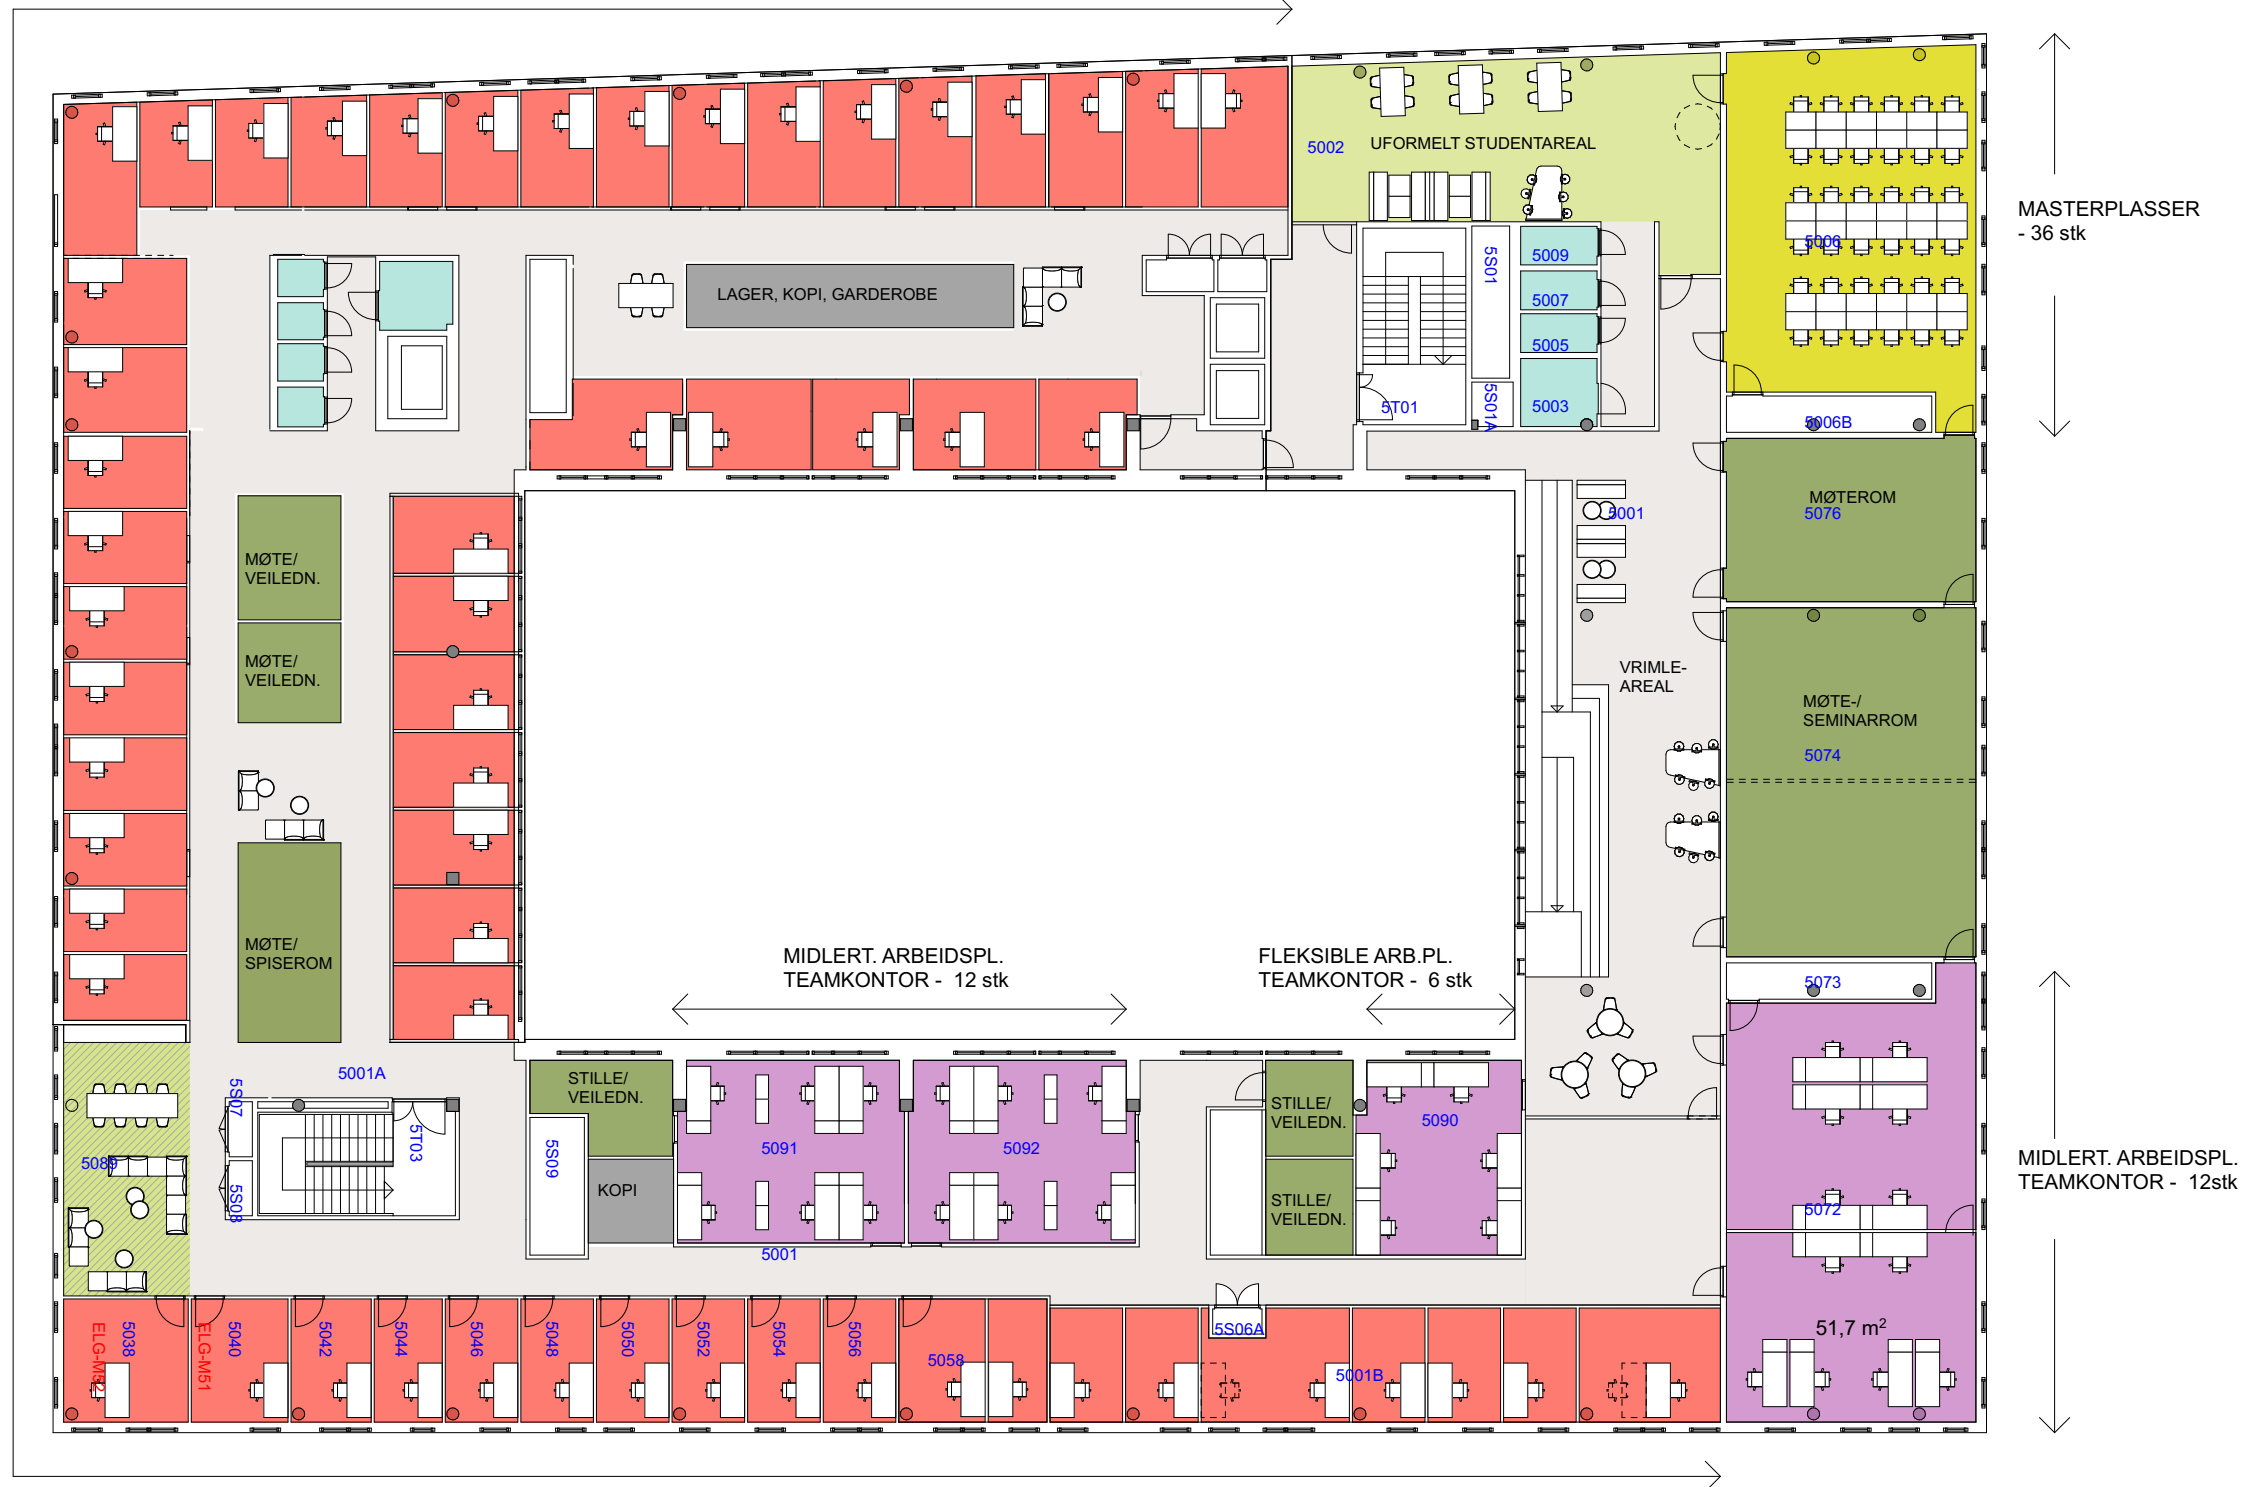 5002
UFORMELT STUDENTAREAL
MASTERPLASSER
- 36 stk
5006
5S01
5009
LAGER, KOPI, GARDEROBE
5007
5005
5T01
5S01A
5003
5006B
MØTEROM
5076
5001
MØTE/
VEILEDN.
MØTE/
VEILEDN.
VRIMLE-
AREAL
MØTE-/
SEMINARROM
5074
MØTE/
SPISEROM
MIDLERT. ARBEIDSPL.
TEAMKONTOR - 12 stk
FLEKSIBLE ARB.PL.
TEAMKONTOR - 6 stk
5073
5001A
5S07
STILLE/
VEILEDN.
STILLE/
VEILEDN.
5090
5T03
5089
5S09
5091
5092
5S08
KOPI
STILLE/
VEILEDN.
MIDLERT. ARBEIDSPL.
TEAMKONTOR - 12stk
5072
5001
51,7 m²
ELG-M52
5038
ELG-M51
5040
5042
5044
5046
5048
5050
5052
5054
5056
5058
5S06A
5001B